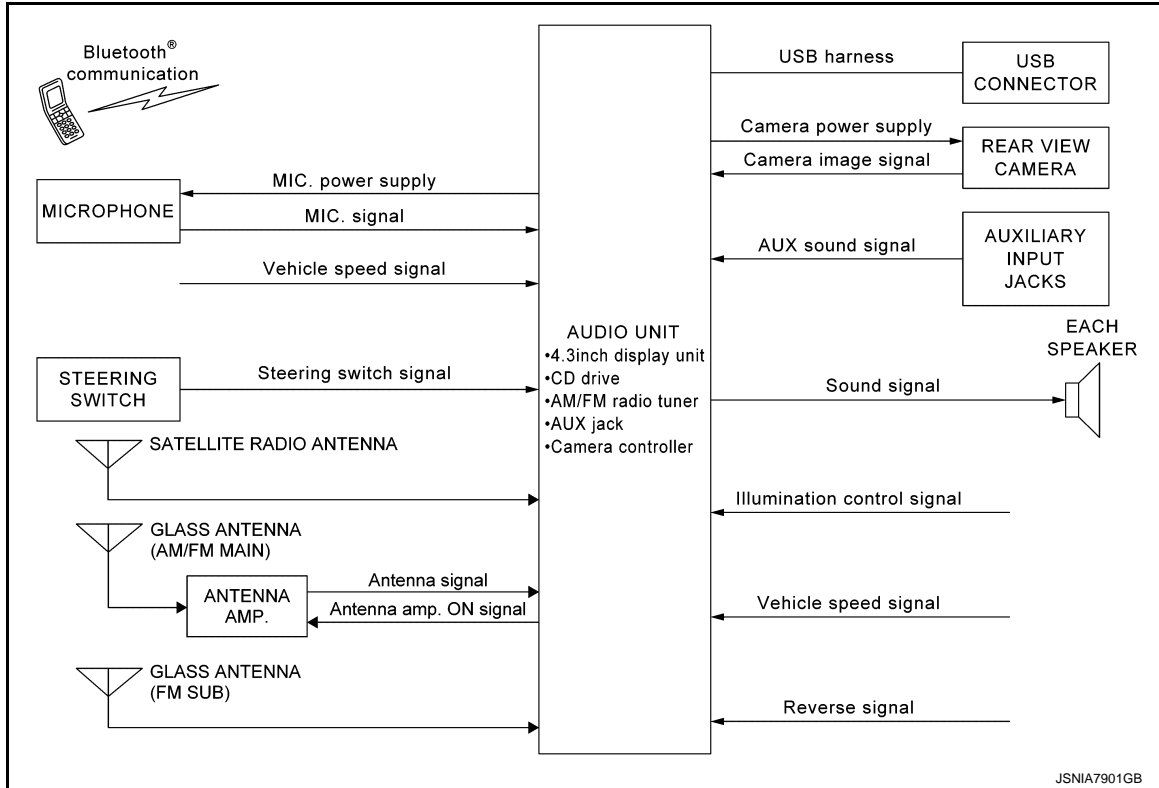 Bluetooth®
communication
MICROPHONE
MIC. power supply
MIC. signal
Vehicle speed signal
STEERING
SWITCH
Steering switch signal
SATELLITE RADIO ANTENNA
GLASS ANTENNA
(AM/FM MAIN)
ANTENNA
AMP.
Antenna signal
Antenna amp. ON signal
GLASS ANTENNA
(FM SUB)
AUDIO UNIT
•4.3inch display unit
•CD drive
•AM/FM radio tuner
•AUX jack
•Camera controller
USB harness
USB
CONNECTOR
Camera power supply
Camera image signal
REAR VIEW
CAMERA
AUX sound signal
AUXILIARY
INPUT
JACKS
EACH
SPEAKER
Sound signal
Illumination control signal
Vehicle speed signal
Reverse signal
JSNIA7901GB